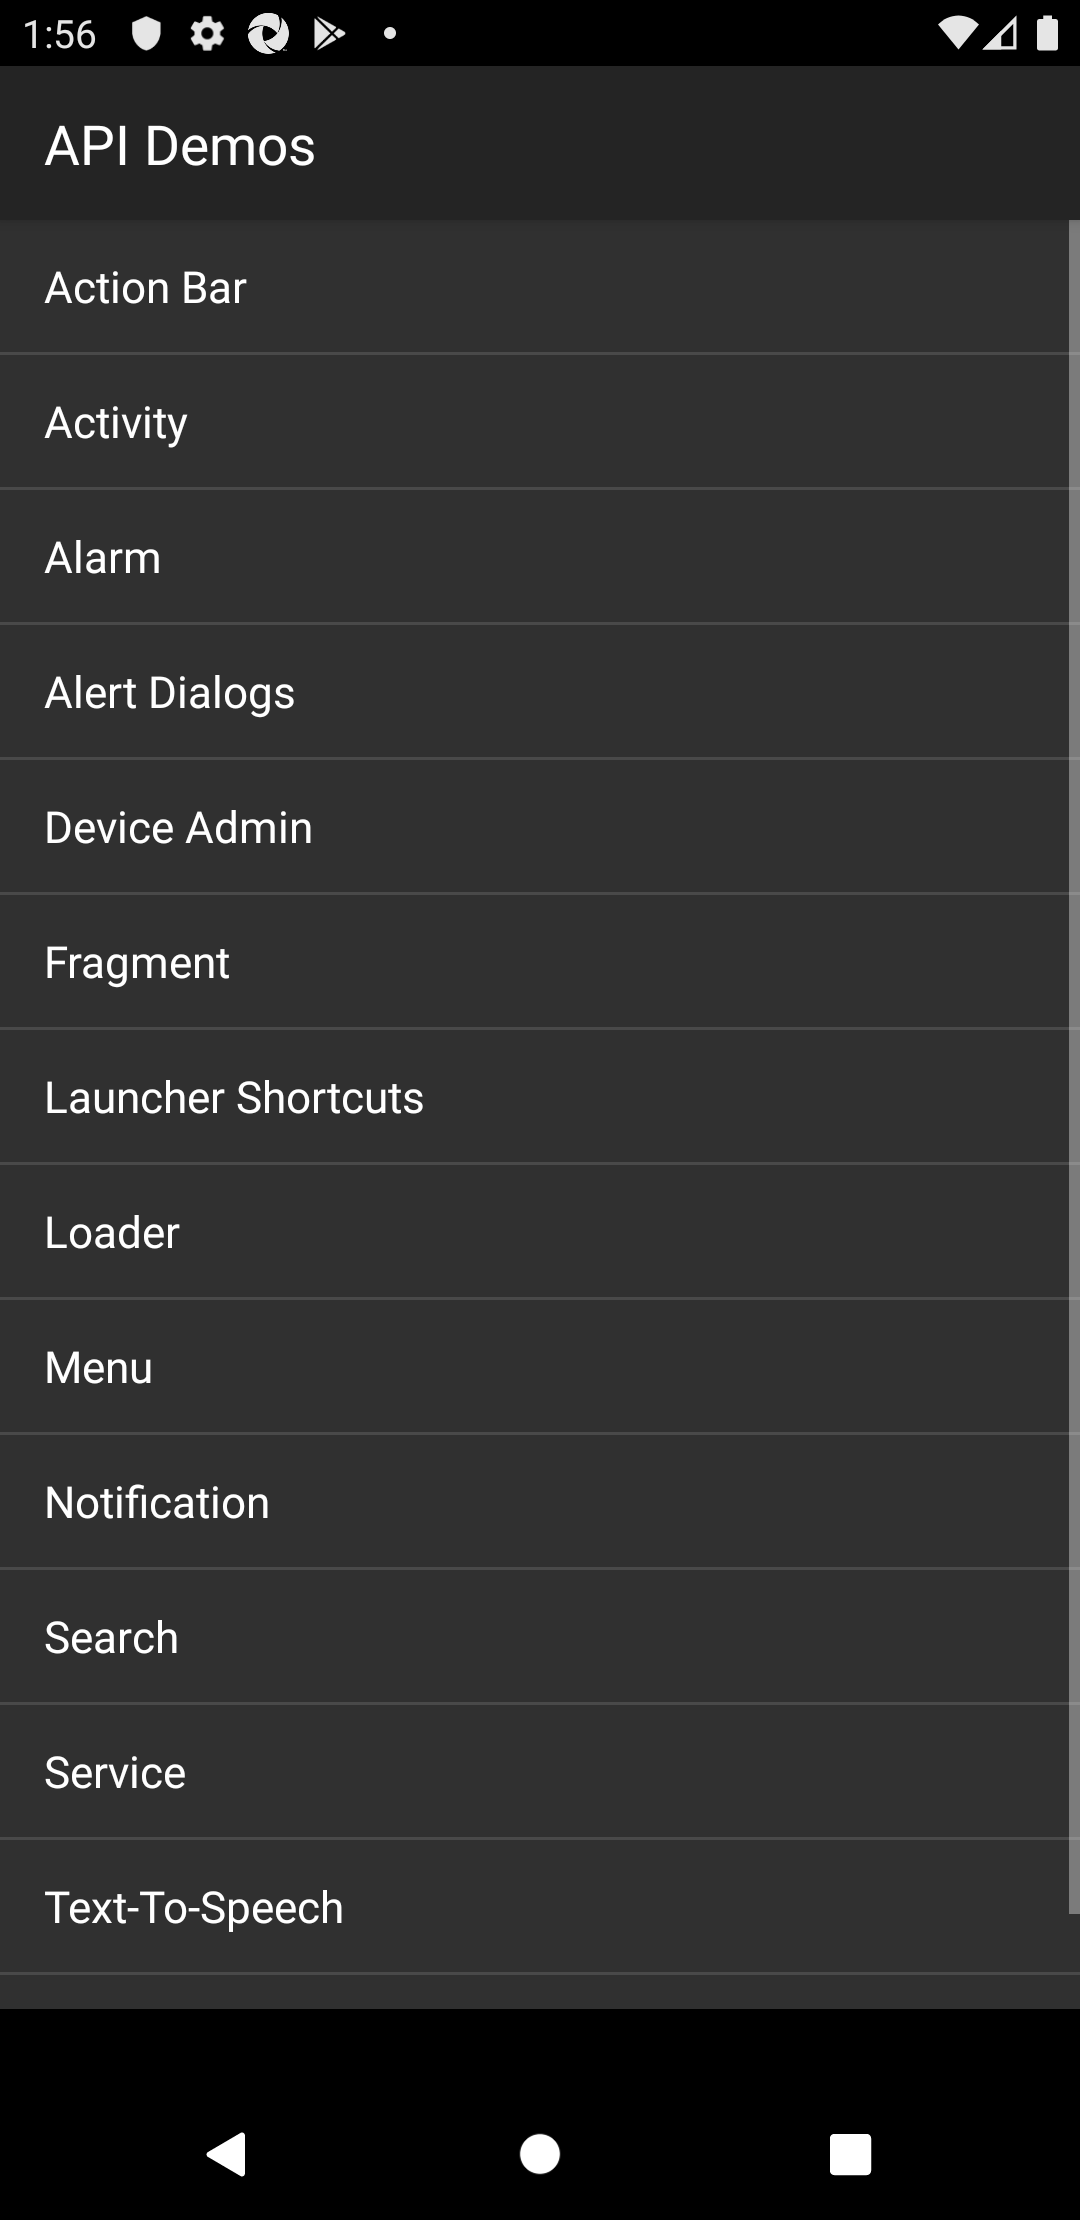 1:56
API Demos
Action Bar
Activity
Alarm
Alert Dialogs
Device Admin
Fragment
Launcher Shortcuts
Loader
Menu
Notification
Search
Service
Text-To-Speech